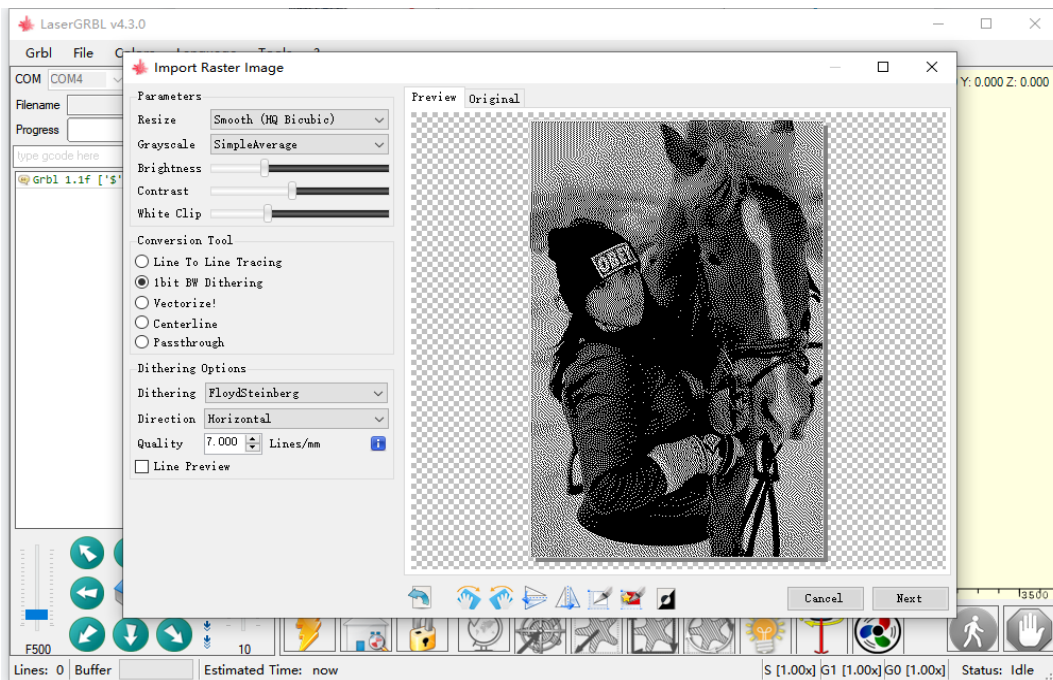 LaserGRBL v4.3.0
Grbl File
Import Raster Image
COM COM4
Y: 0.000 Z: 0.000
Filename
Progress
type gcode here
Grbl 1.1f ['$'
Parameters
Resize Smooth (HQ Bicubic)
Grayscale SimpleAverage
Brightness
Contrast
White Clip
Conversion Tool
Line To Line Tracing
1bit BW Dithering
Vectorize!
Centerline
Passthrough
Dithering Options
Dithering FloydSteinberg
Direction Horizontal
Quality 7.000 Lines/mm
Line Preview
Preview Original
OBEY
Cancel Next
3500
F500 10
Lines: 0 Buffer Estimated Time: now
S [1.00x] G1 [1.00x] G0 [1.00x] Status: Idle